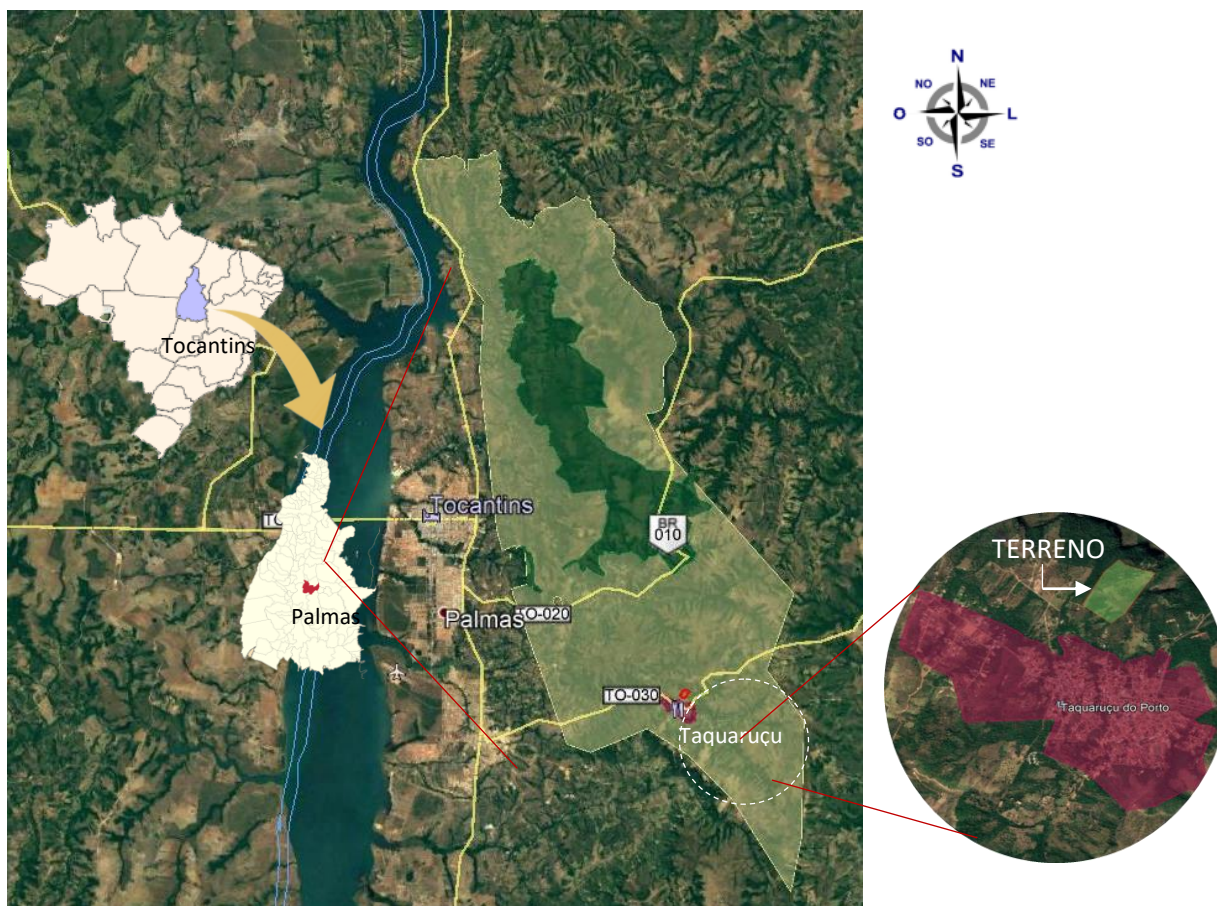 N
NO
NE
O
L
SO
SE
S
Tocantins
Tocantins
BR
010
TO-020
Palmas
Palmas
TO-030
Taquaruçu
TERRENO
Taquaruçu do Porto